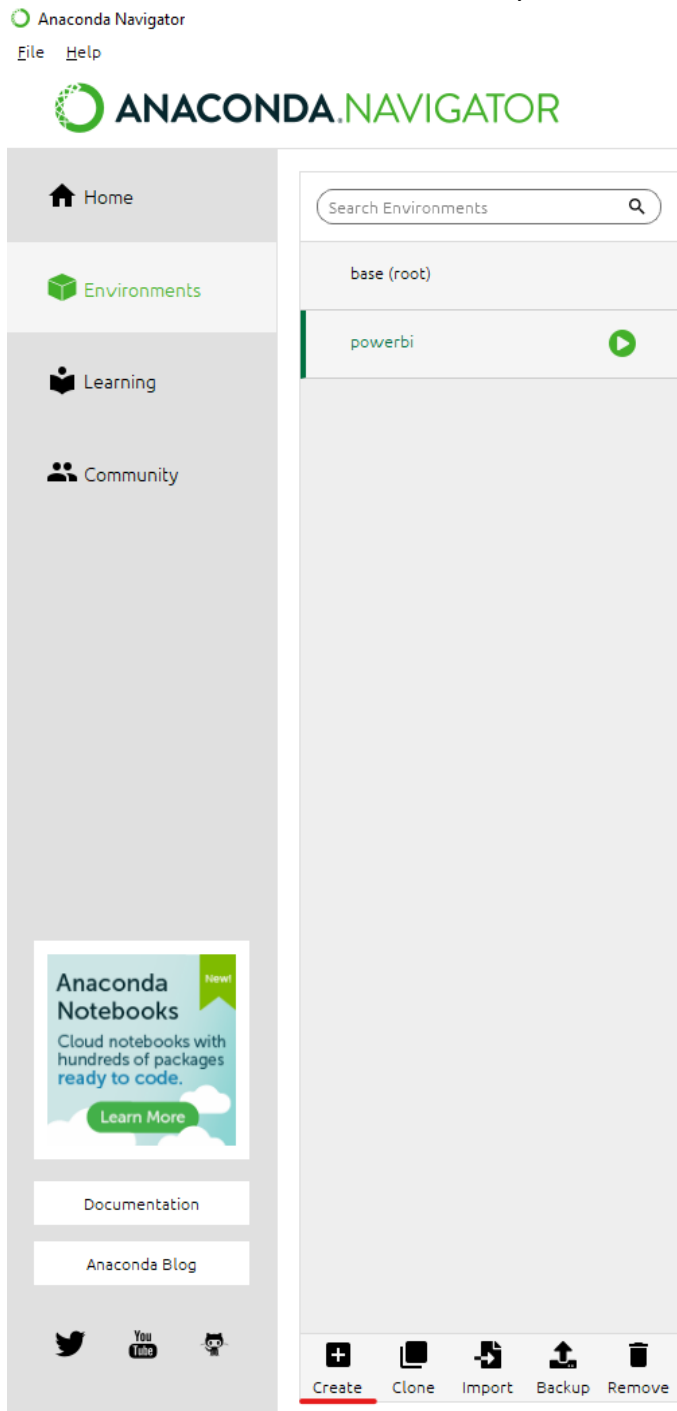 Anaconda Navigator
File Help
ANACONDA.NAVIGATOR
Home
Environments
Learning
Community
Anaconda
Notebooks
New!
Cloud notebooks with
hundreds of packages
ready to code.
Learn More
Documentation
Anaconda Blog
You
Tube
Search Environments
base (root)
powerbi
Create Clone Import Backup Remove